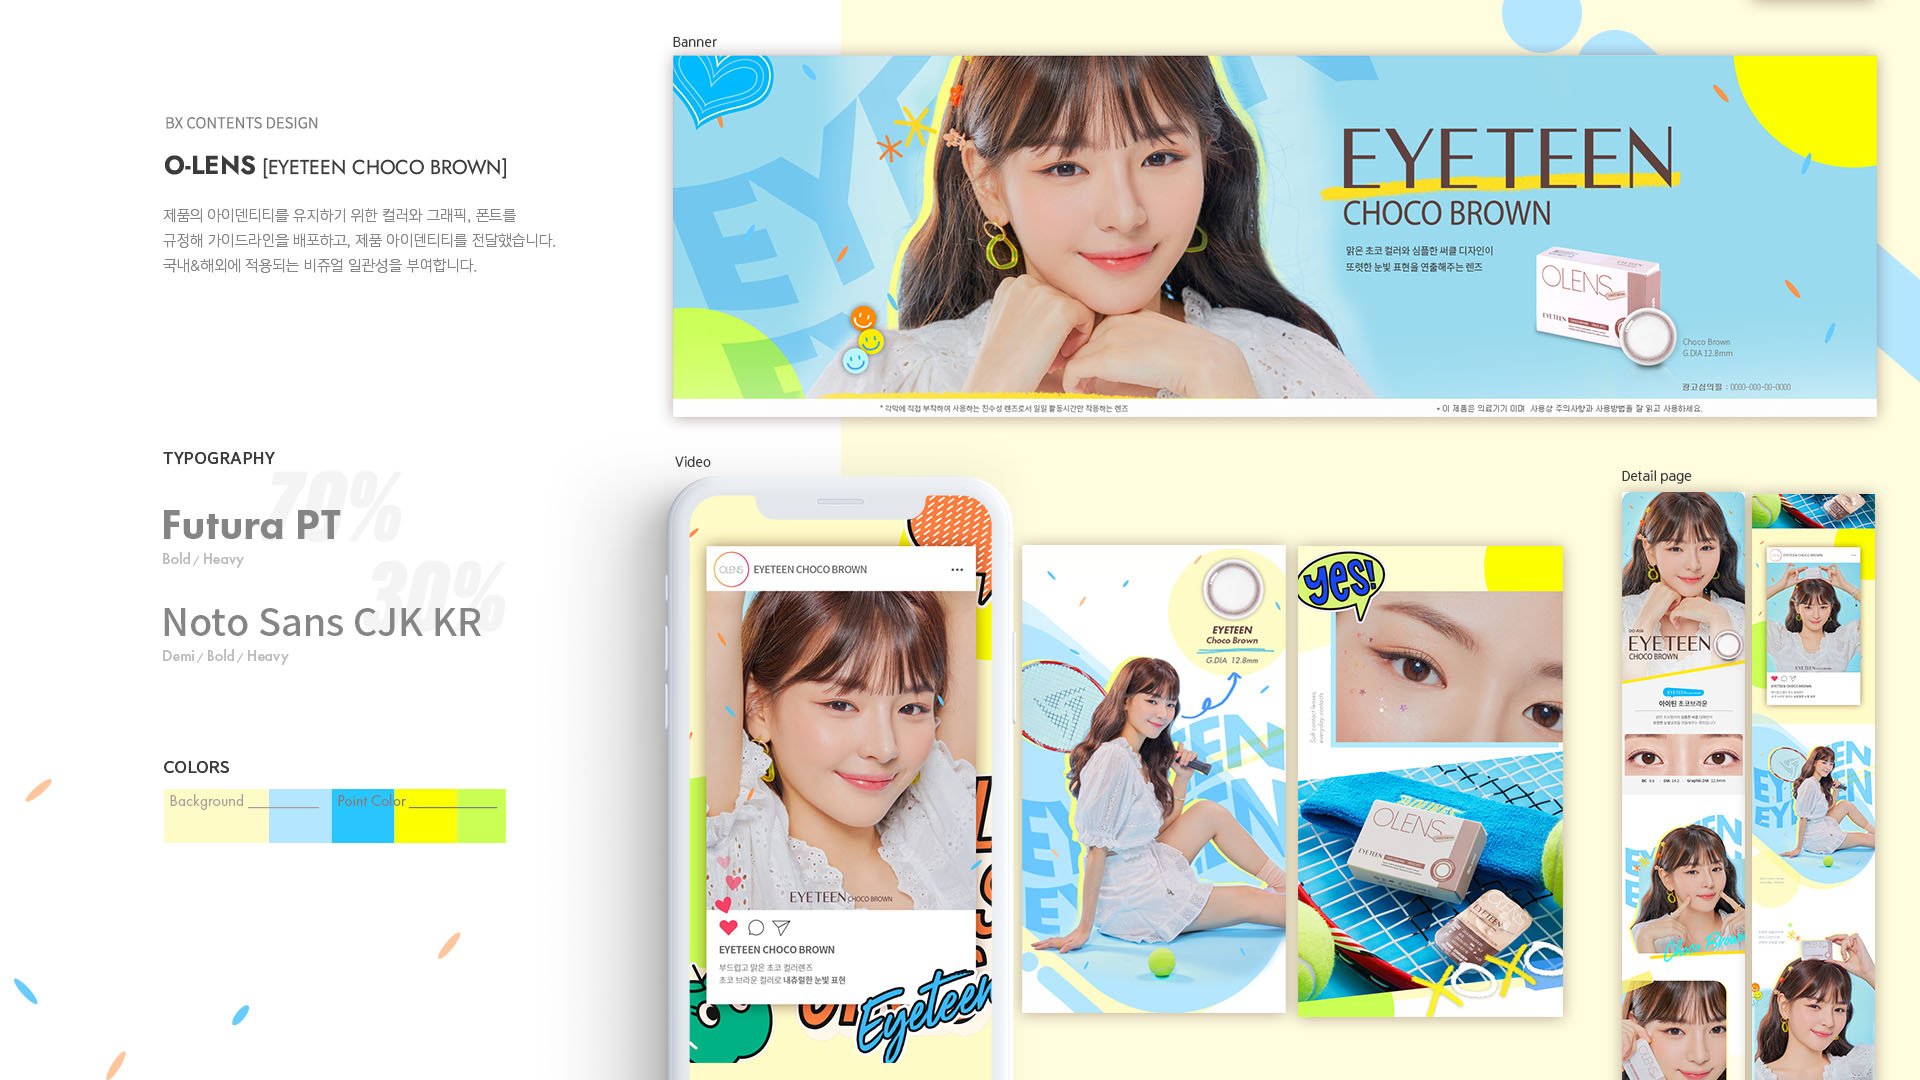 BX CONTENTS DESIGN
O-LENS [EYETEEN CHOCO BROWN]
제품의 아이덴티티를 유지하기 위한 컬러와 그래픽, 폰트를
규정해 가이드라인을 배포하고, 제품 아이덴티티를 전달했습니다.
국내&해외에 적용되는 비쥬얼 일관성을 부여합니다.
TYPOGRAPHY
70%
Futura PT
Bold / Heavy
30%
Noto Sans CJK KR
Demi / Bold / Heavy
COLORS
Background
Point Color
Banner
EYETEEN
CHOCO BROWN
맑은 초코 컬러와 심플한 써클 디자인이
또렷한 눈빛 표현을 연출해주는 렌즈
OLENS
EYETEEN
Choco Brown
G.DIA 12.8mm
광고심의필 : 0000-000-00-0000
* 각막에 직접 부착하여 사용하는 친수성 렌즈로서 일일 활동시간만 착용하는 렌즈
* 이 제품은 의료기기 이며 사용상 주의사항과 사용방법을 잘 읽고 사용하세요.
Video
OLENS
EYETEEN CHOCO BROWN
EYETEEN CHOCO BROWN
EYETEEN CHOCO BROWN
부드럽고 맑은 초코 컬러렌즈
초코 브라운 컬러로 내츄럴한 눈빛 표현
Eyeteen
EYETEEN
Choco Brown
G.DIA 12.8mm
yes!
Soft contact lenses,
everyday contacts
OLENS
EYETEEN
XOXO
Detail page
EYETEEN
CHOCO BROWN
아이틴 초코브라운
Choco Brown
EYETEEN CHOCO BROWN
EYETEEN
EYETEEN CHOCO BROWN